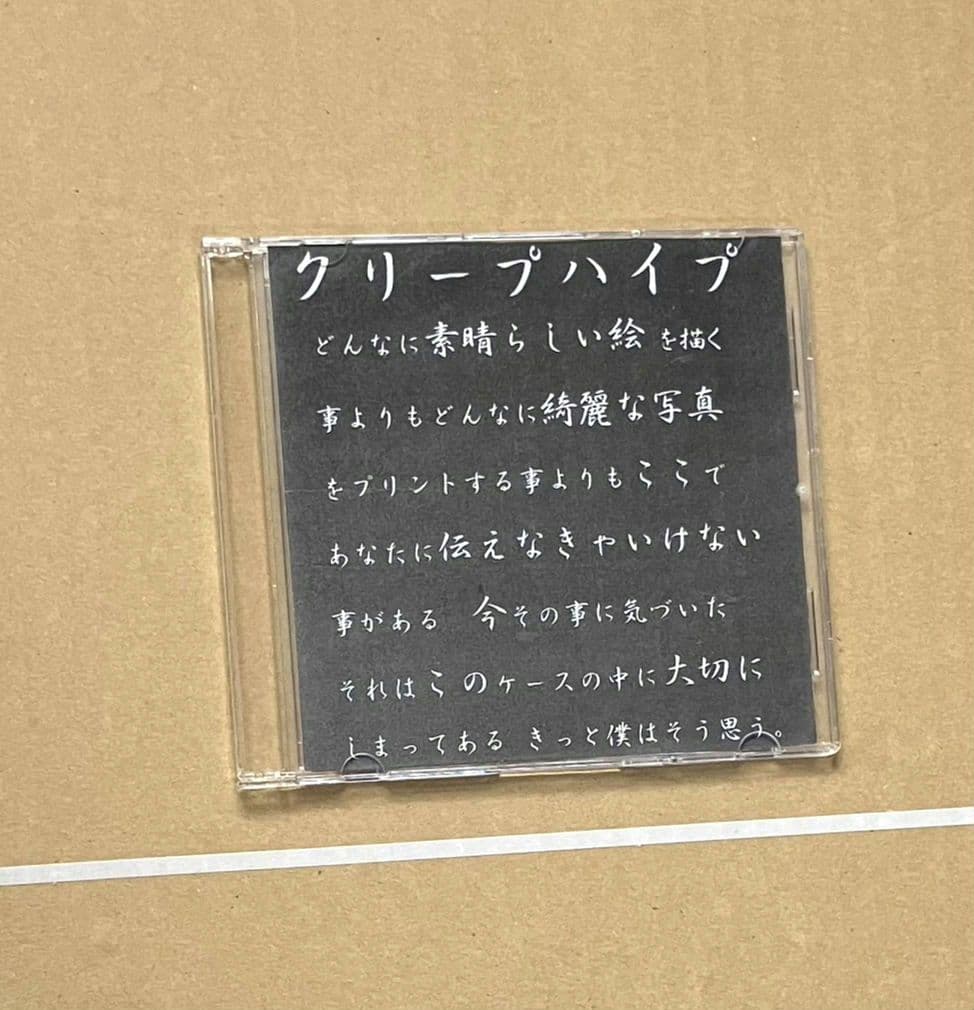 クリープハイプ
どんなに素晴らしい絵を描く
事よりもどんなに綺麗な写真
をプリントする事よりもここで
あなたに伝えなきゃいけない
事がある　今その事に気づいた
それはこのケースの中に大切に
しまってある きっと僕はそう思う。